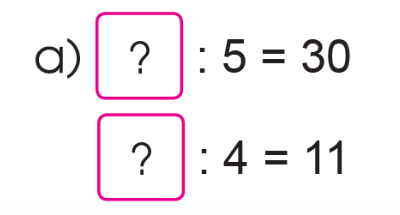 a) ? : 5 = 30
? : 4 = 11